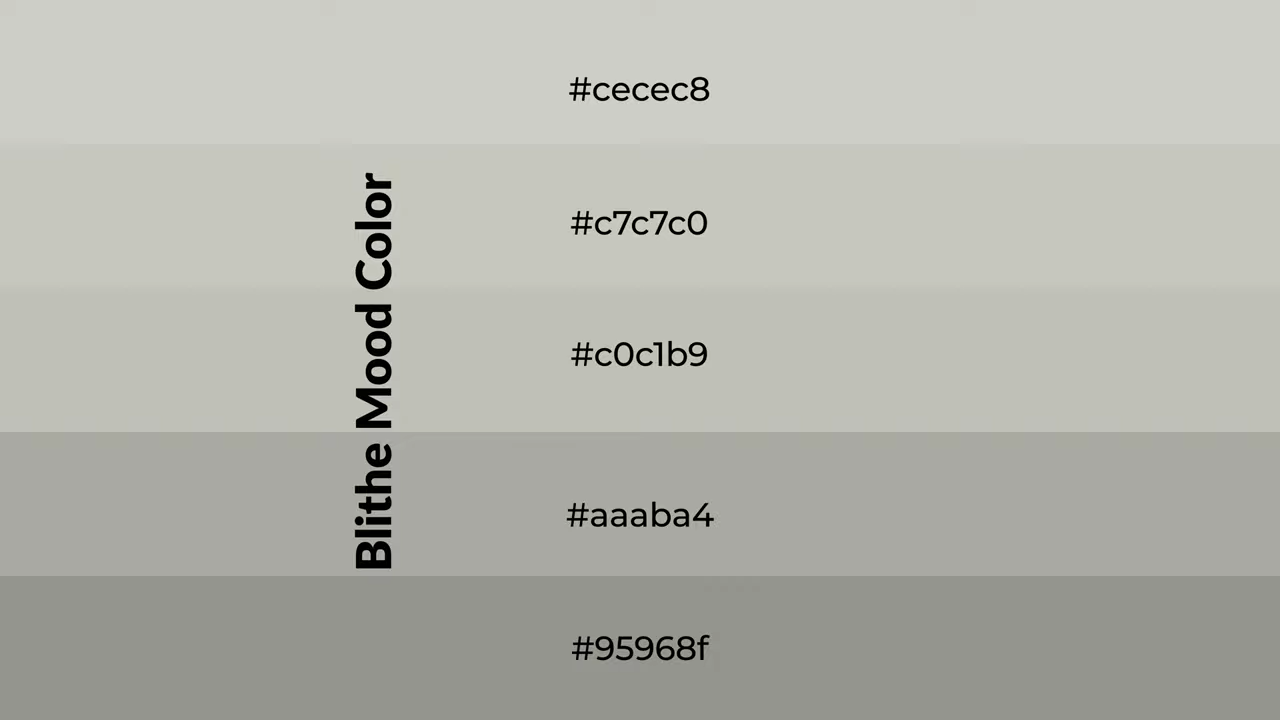 Blithe Mood Color
#cecec8
#c7c7c0
#c0c1b9
#aaaba4
#95968f